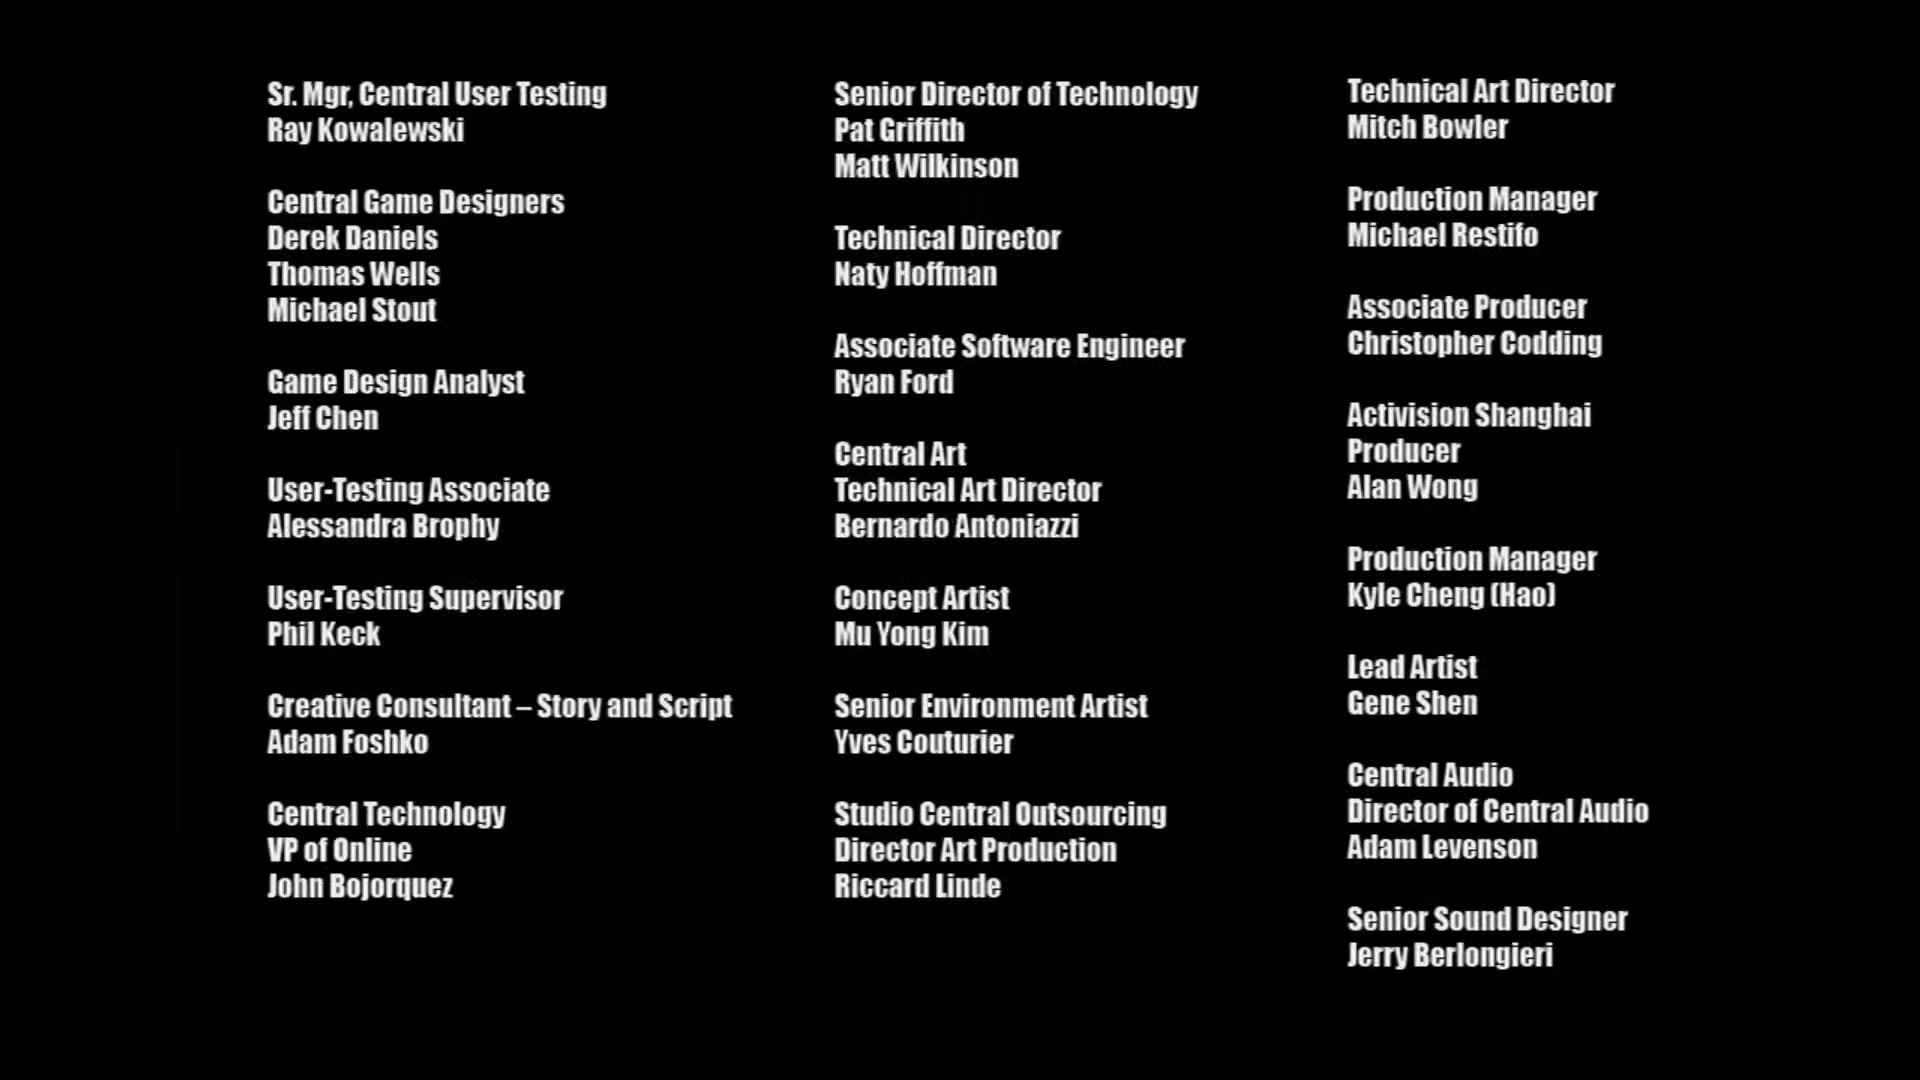 Sr. Mgr, Central User Testing
Ray Kowalewski
Central Game Designers
Derek Daniels
Thomas Wells
Michael Stout
Game Design Analyst
Jeff Chen
User-Testing Associate
Alessandra Brophy
User-Testing Supervisor
Phil Keck
Creative Consultant – Story and Script
Adam Foshko
Central Technology
VP of Online
John Bojorquez
Senior Director of Technology
Pat Griffith
Matt Wilkinson
Technical Director
Naty Hoffman
Associate Software Engineer
Ryan Ford
Central Art
Technical Art Director
Bernardo Antoniazzi
Concept Artist
Mu Yong Kim
Senior Environment Artist
Yves Couturier
Studio Central Outsourcing
Director Art Production
Riccard Linde
Technical Art Director
Mitch Bowler
Production Manager
Michael Restifo
Associate Producer
Christopher Codding
Activision Shanghai
Producer
Alan Wong
Production Manager
Kyle Cheng (Hao)
Lead Artist
Gene Shen
Central Audio
Director of Central Audio
Adam Levenson
Senior Sound Designer
Jerry Berlongieri